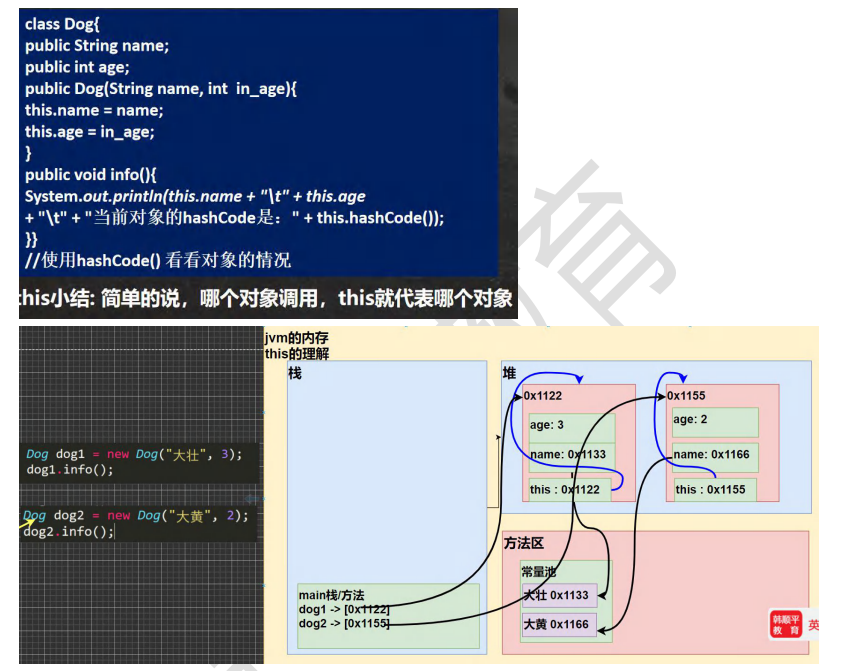 class Dog{
public String name;
public int age;
public Dog(String name, int in_age){
this.name = name;
this.age = in_age;
}
public void info(){
System.out.println(this.name + "\t" + this.age
+ "\t" + "当前对象的hashCode是：" + this.hashCode());
}}
//使用hashCode() 看看对象的情况
this小结: 简单的说，哪个对象调用，this就代表哪个对象
Dog dog1 = new Dog("大壮", 3);
dog1.info();
Dog dog2 = new Dog("大黄", 2);
dog2.info();
jvm的内存
this的理解
栈
main栈/方法
dog1 -> [0x1122]
dog2 -> [0x1155]
堆
0x1122
age: 3
name: 0x1133
this : 0x1122
0x1155
age: 2
name: 0x1166
this : 0x1155
方法区
常量池
大壮 0x1133
大黄 0x1166
韩顺平
教 育
英
育